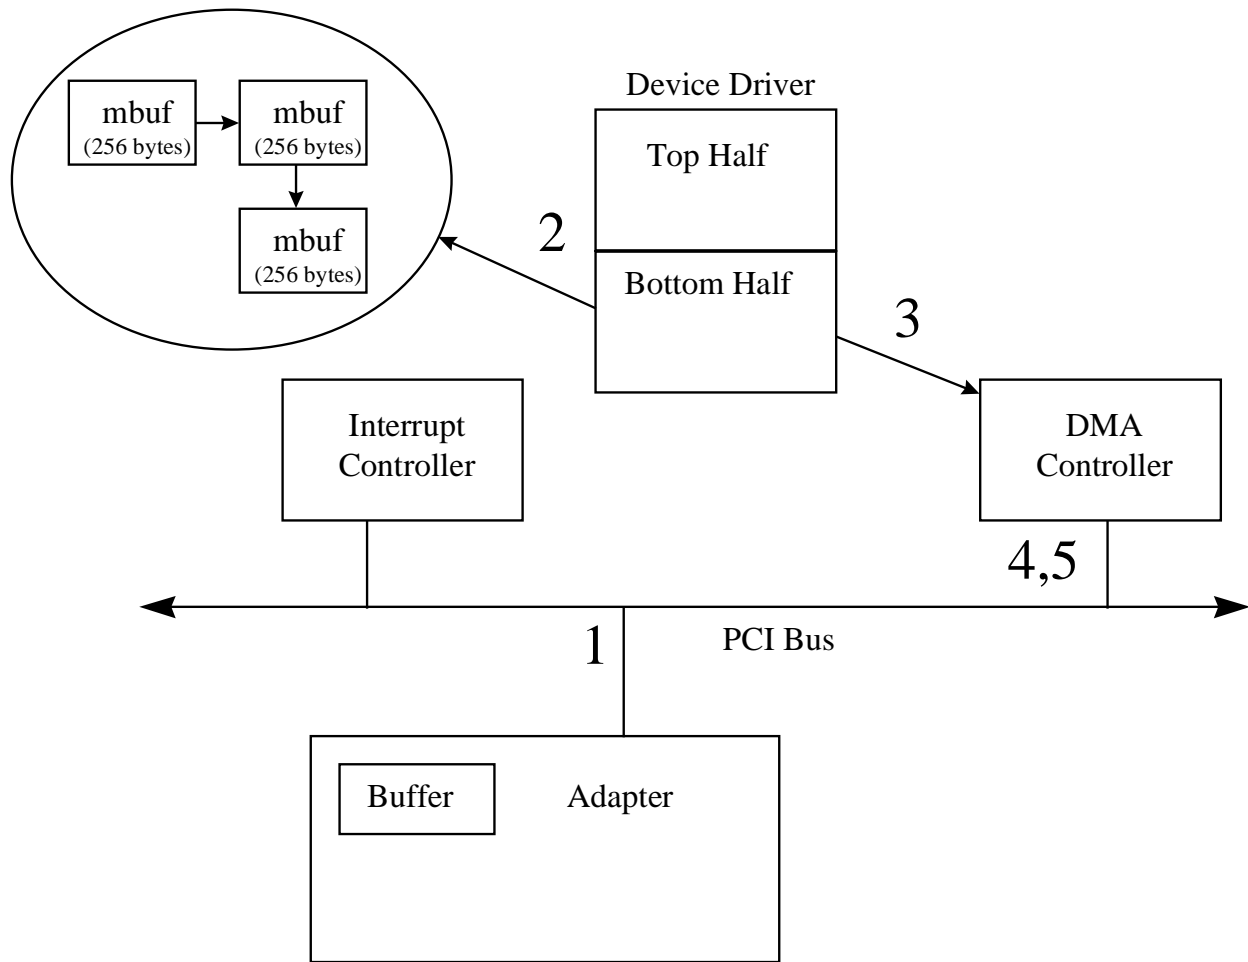 Device Driver
mbuf
(256 bytes)
mbuf
(256 bytes)
Top Half
2
mbuf
(256 bytes)
Bottom Half
3
Interrupt
Controller
DMA
Controller
4,5
1
PCI Bus
Buffer
Adapter